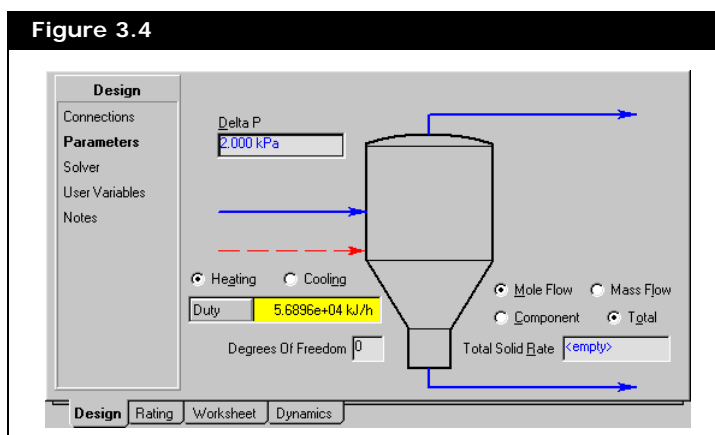 Figure 3.4
Design
Connections
Parameters
Solver
User Variables
Notes
Delta P
2.000 kPa
Heating
Cooling
Duty
5.6896e+04 kJ/h
Degrees Of Freedom
0
Mole Flow
Mass Flow
Component
Total
Total Solid Rate
<empty>
Design
Rating
Worksheet
Dynamics